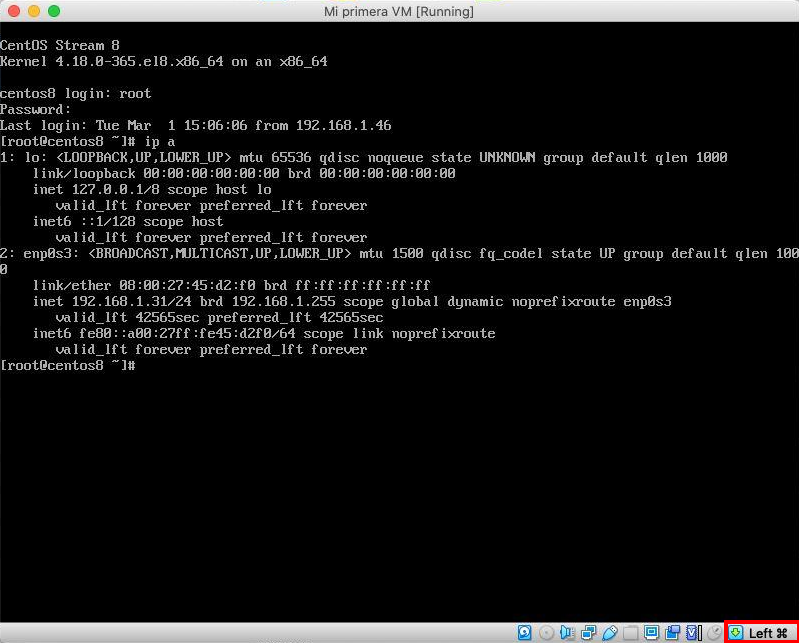 Mi primera VM [Running]
CentOS Stream 8
Kernel 4.18.0-365.el8.x86_64 on an x86_64
centos8 login: root
Password:
Last login: Tue Mar  1 15:06:06 from 192.168.1.46
[root@centos8 ~]# ip a
1: lo: <LOOPBACK,UP,LOWER_UP> mtu 65536 qdisc noqueue state UNKNOWN group default qlen 1000
    link/loopback 00:00:00:00:00:00 brd 00:00:00:00:00:00
    inet 127.0.0.1/8 scope host lo
       valid_lft forever preferred_lft forever
    inet6 ::1/128 scope host
       valid_lft forever preferred_lft forever
2: enp0s3: <BROADCAST,MULTICAST,UP,LOWER_UP> mtu 1500 qdisc fq_codel state UP group default qlen 100
0
    link/ether 08:00:27:45:d2:f0 brd ff:ff:ff:ff:ff:ff
    inet 192.168.1.31/24 brd 192.168.1.255 scope global dynamic noprefixroute enp0s3
       valid_lft 42565sec preferred_lft 42565sec
    inet6 fe80::a00:27ff:fe45:d2f0/64 scope link noprefixroute
       valid_lft forever preferred_lft forever
[root@centos8 ~]#
Left ⌘